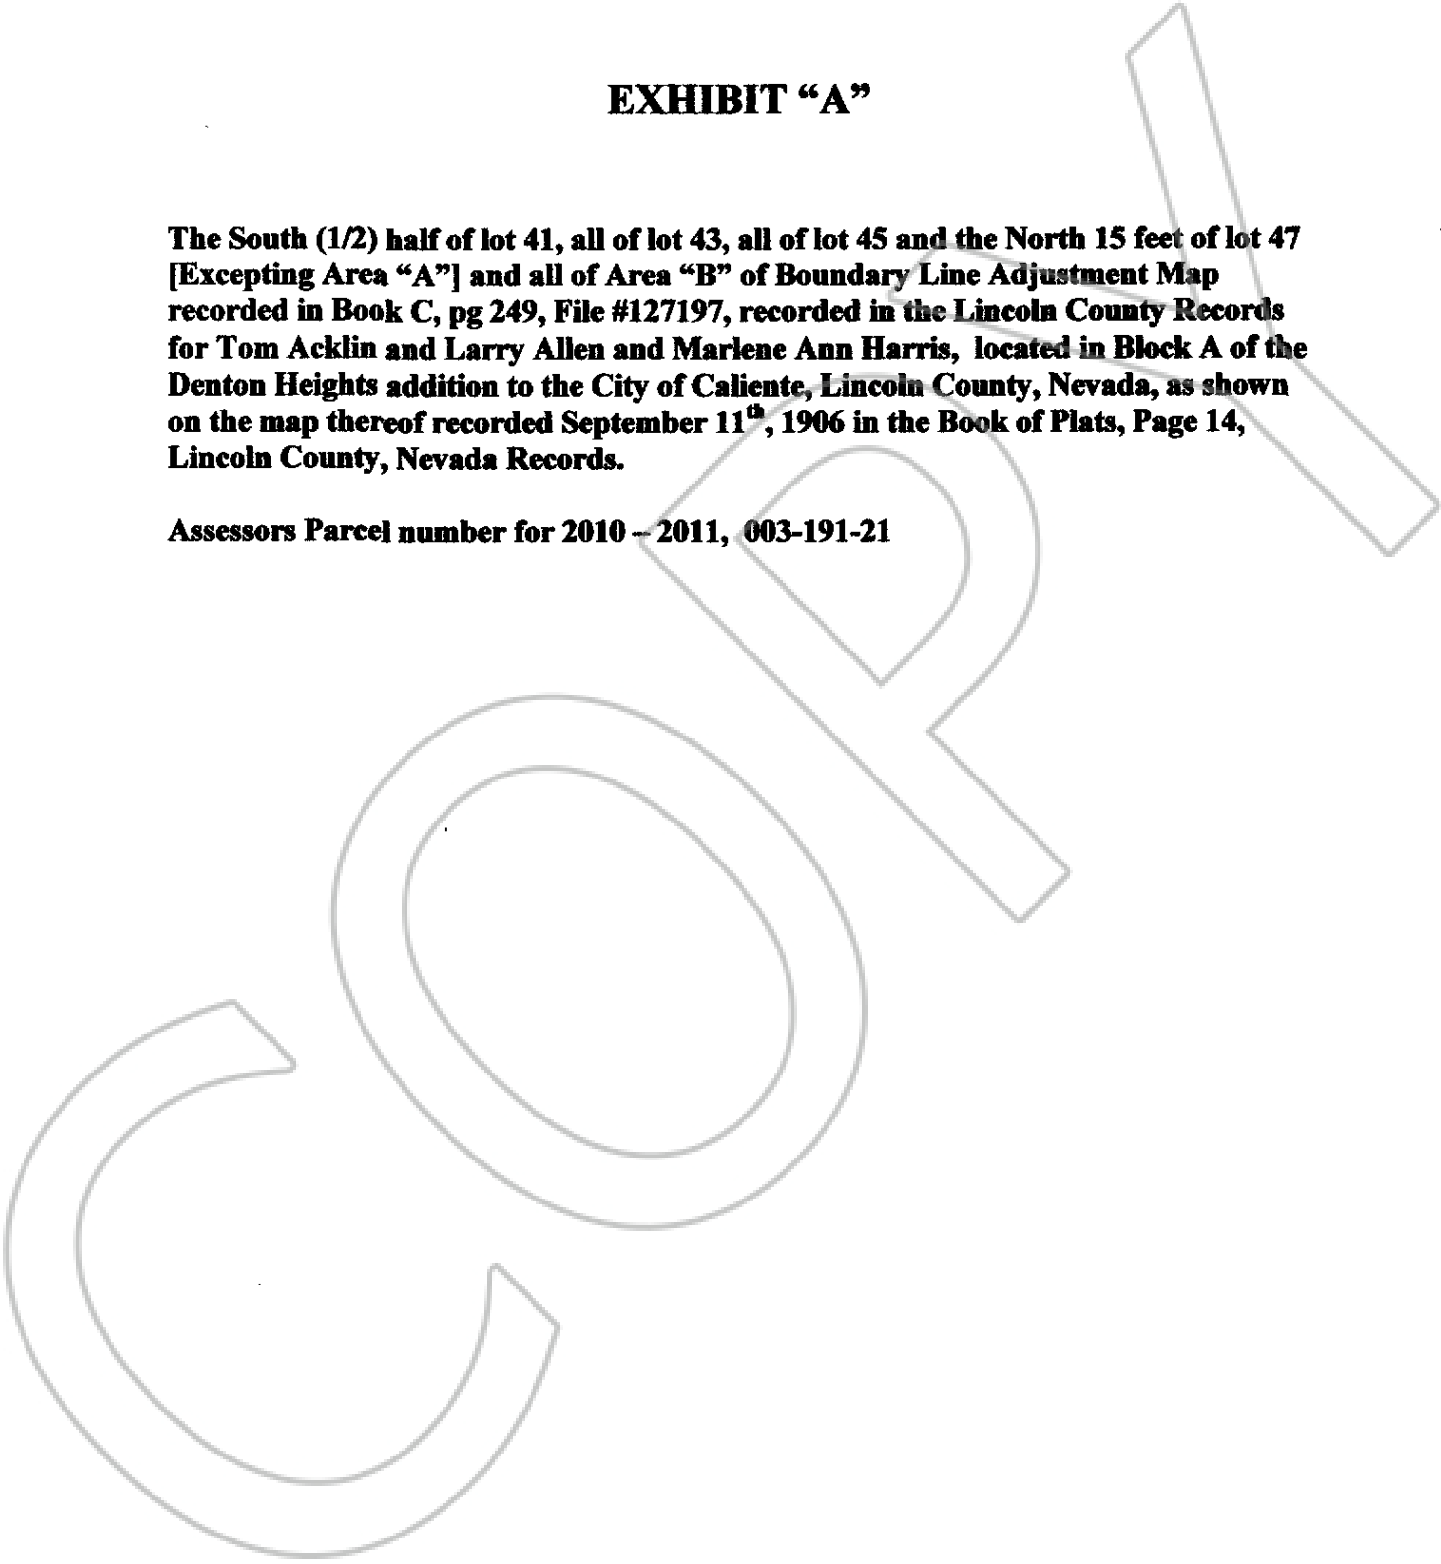 EXHIBIT “A”
The South (1/2) half of lot 41, all of lot 43, all of lot 45 and the North 15 feet of lot 47
[Excepting Area “A”] and all of Area “B” of Boundary Line Adjustment Map
recorded in Book C, pg 249, File #127197, recorded in the Lincoln County Records
for Tom Acklin and Larry Allen and Marlene Ann Harris, located in Block A of the
Denton Heights addition to the City of Caliente, Lincoln County, Nevada, as shown
on the map thereof recorded September 11th, 1906 in the Book of Plats, Page 14,
Lincoln County, Nevada Records.
Assessors Parcel number for 2010 – 2011, 003-191-21
COPY